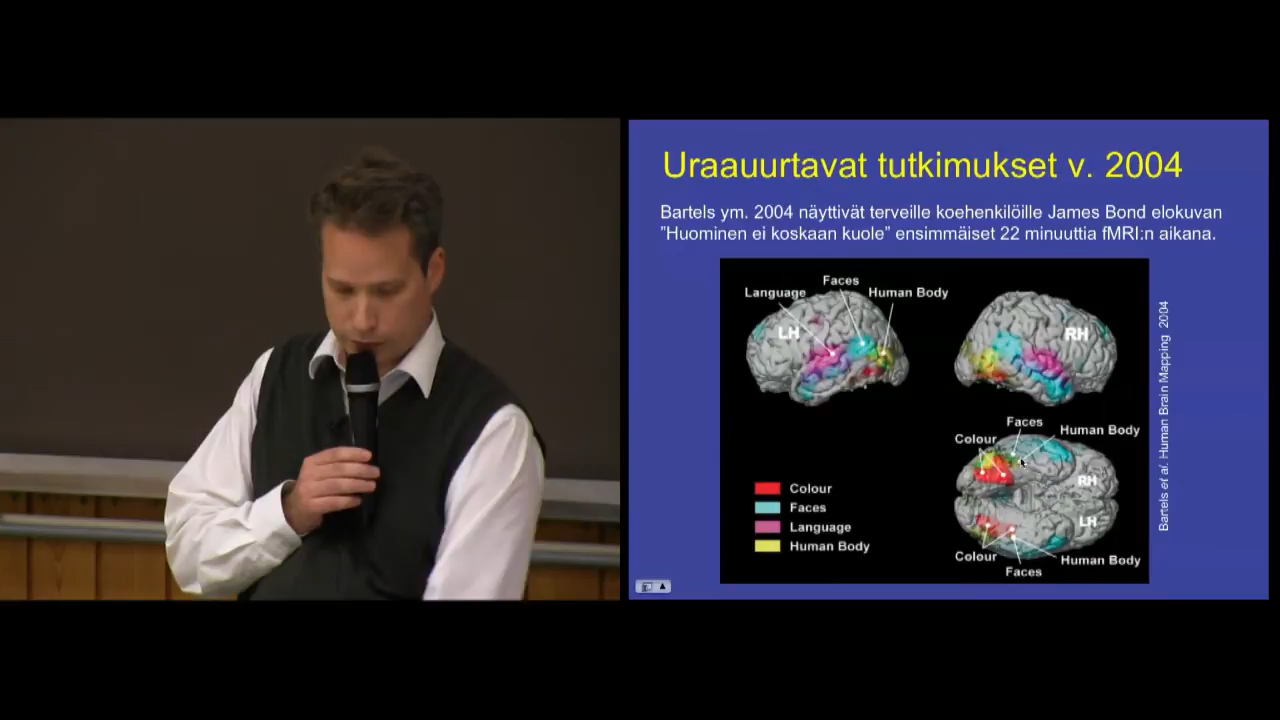 Uraauurtavat tutkimukset v. 2004
Bartels ym. 2004 näyttivät terveille koehenkilöille James Bond elokuvan
”Huominen ei koskaan kuole” ensimmäiset 22 minuuttia fMRI:n aikana.
Language
Faces
Human Body
LH
RH
Faces
Colour
Human Body
RH
LH
Colour
Faces
Human Body
Colour
Faces
Language
Human Body
Bartels et al. Human Brain Mapping 2004